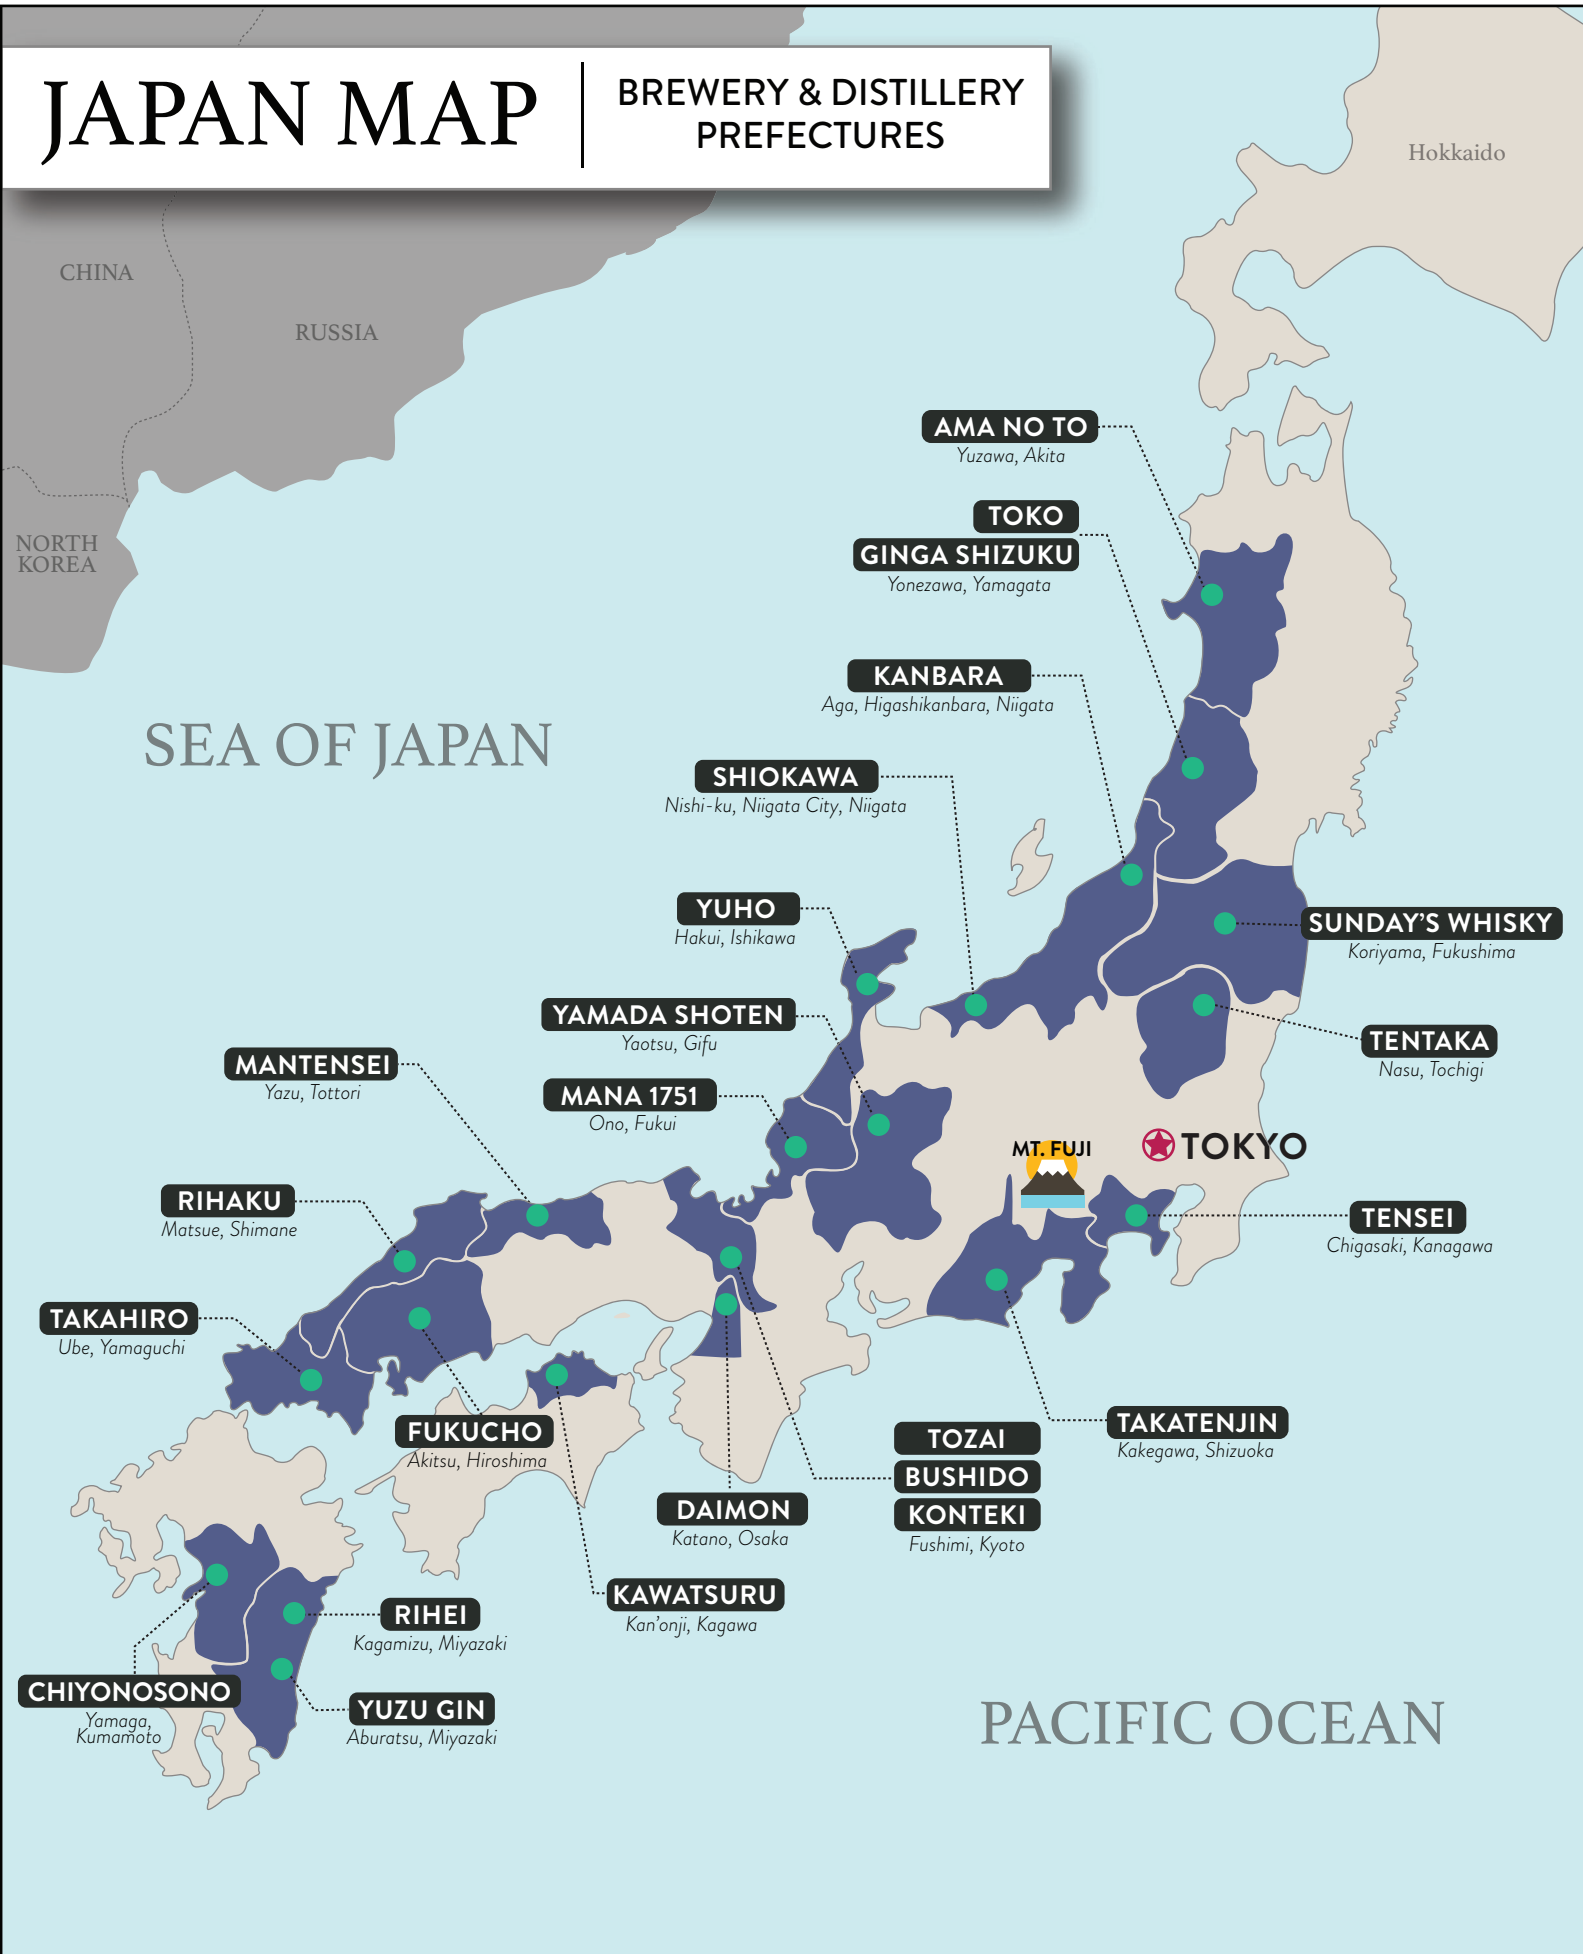 JAPAN MAP
BREWERY & DISTILLERY
PREFECTURES
Hokkaido
CHINA
RUSSIA
NORTH
KOREA
SEA OF JAPAN
AMA NO TO
Yuzawa, Akita
TOKO
GINGA SHIZUKU
Yonezawa, Yamagata
KANBARA
Aga, Higashikanbara, Niigata
SHIOKAWA
Nishi-ku, Niigata City, Niigata
YUHO
Hakui, Ishikawa
SUNDAY'S WHISKY
Koriyama, Fukushima
YAMADA SHOTEN
Yaotsu, Gifu
TENTAKA
Nasu, Tochigi
MANTENSEI
Yazu, Tottori
MANA 1751
Ono, Fukui
MT. FUJI
TOKYO
RIHAKU
Matsue, Shimane
TENSEI
Chigasaki, Kanagawa
TAKAHIRO
Ube, Yamaguchi
FUKUCHO
Akitsu, Hiroshima
TAKATENJIN
Kakegawa, Shizuoka
TOZAI
BUSHIDO
KONTEKI
Fushimi, Kyoto
DAIMON
Katano, Osaka
KAWATSURU
Kan'onji, Kagawa
RIHEI
Kagamizu, Miyazaki
CHIYONOSONO
Yamaga,
Kumamoto
YUZU GIN
Aburatsu, Miyazaki
PACIFIC OCEAN